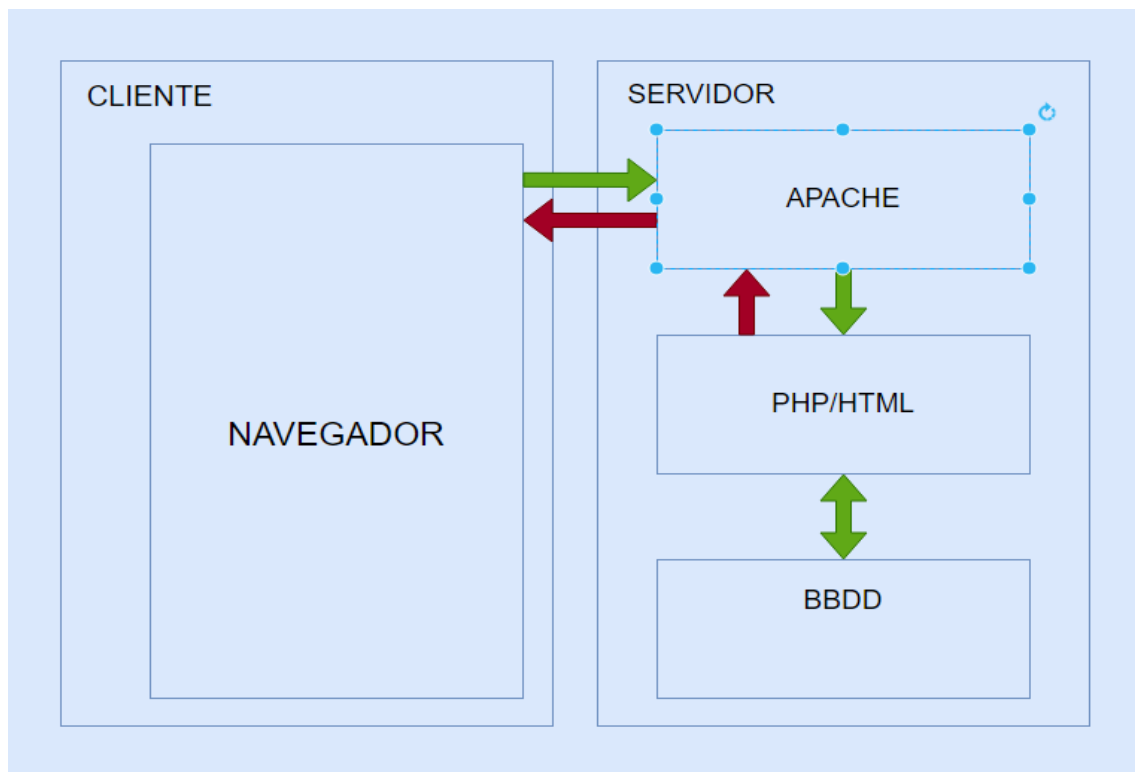 CLIENTE
NAVEGADOR
SERVIDOR
APACHE
PHP/HTML
BBDD